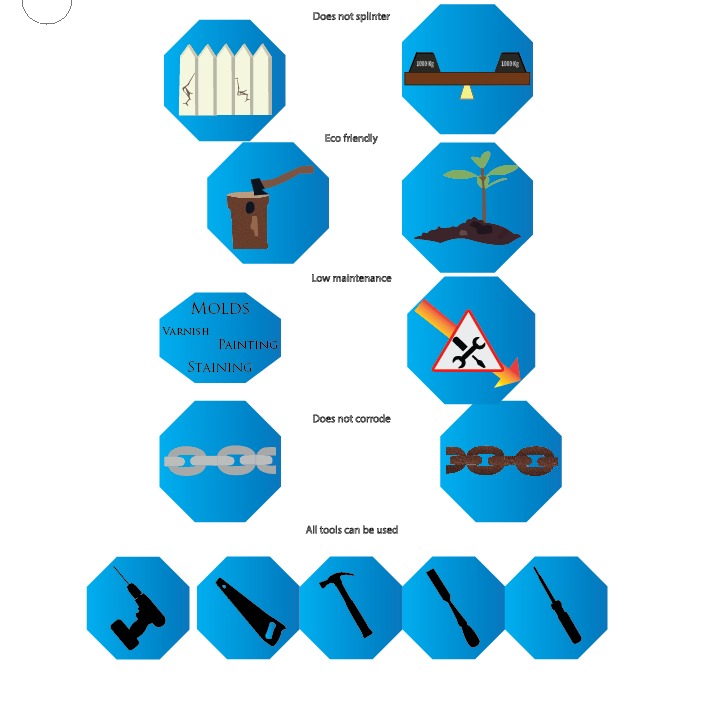 Does not splinter
1000 Kg
1000 Kg
Eco friendly
Low maintenance
MOLDS
VARNISH
PAINTING
STAINING
Does not corrode
All tools can be used